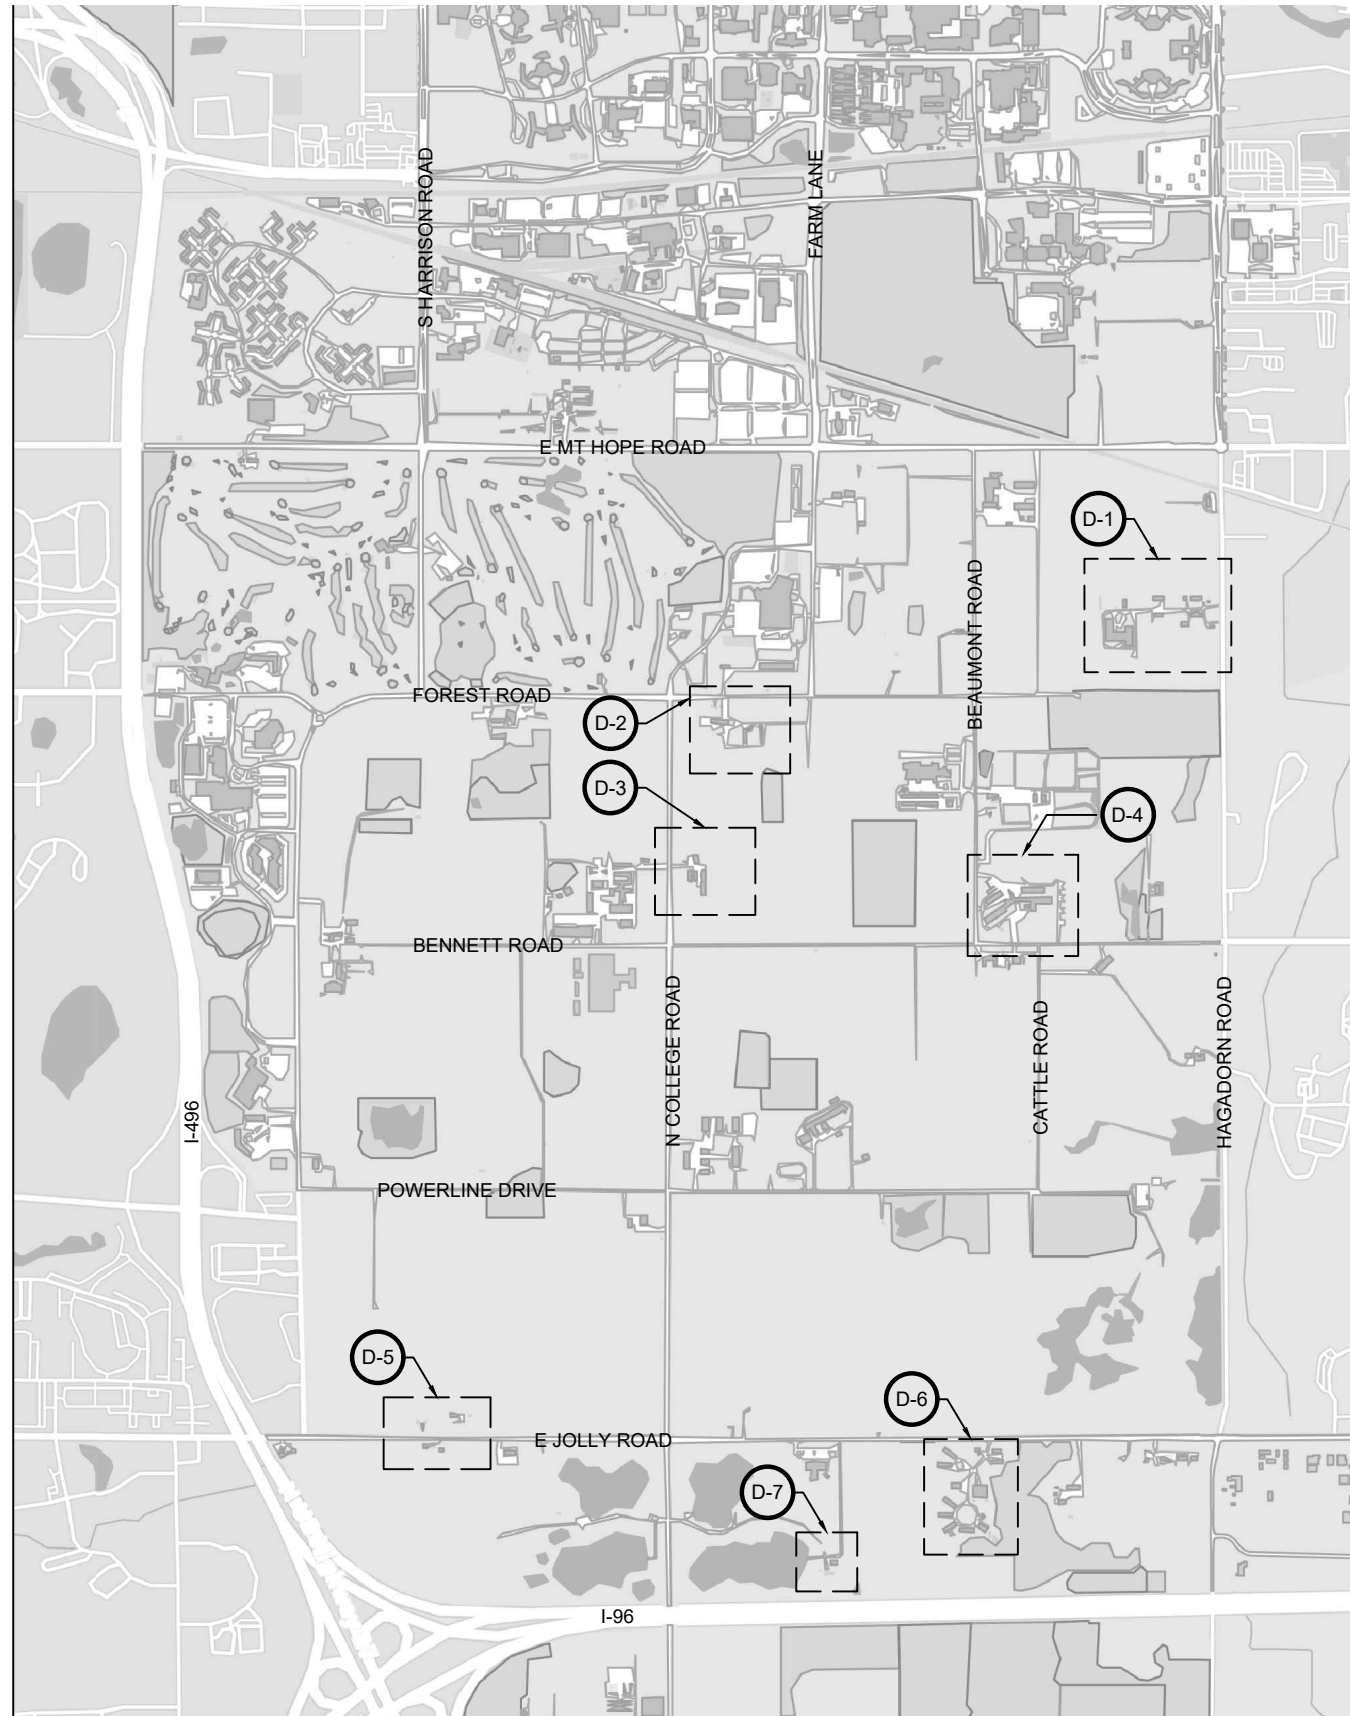 S HARRISON ROAD
FARM LANE
E MT HOPE ROAD
D-1
BEAUMONT ROAD
FOREST ROAD
D-2
D-3
D-4
BENNETT ROAD
N COLLEGE ROAD
CATTLE ROAD
HAGADORN ROAD
I-496
POWERLINE DRIVE
D-5
D-6
E JOLLY ROAD
D-7
I-96